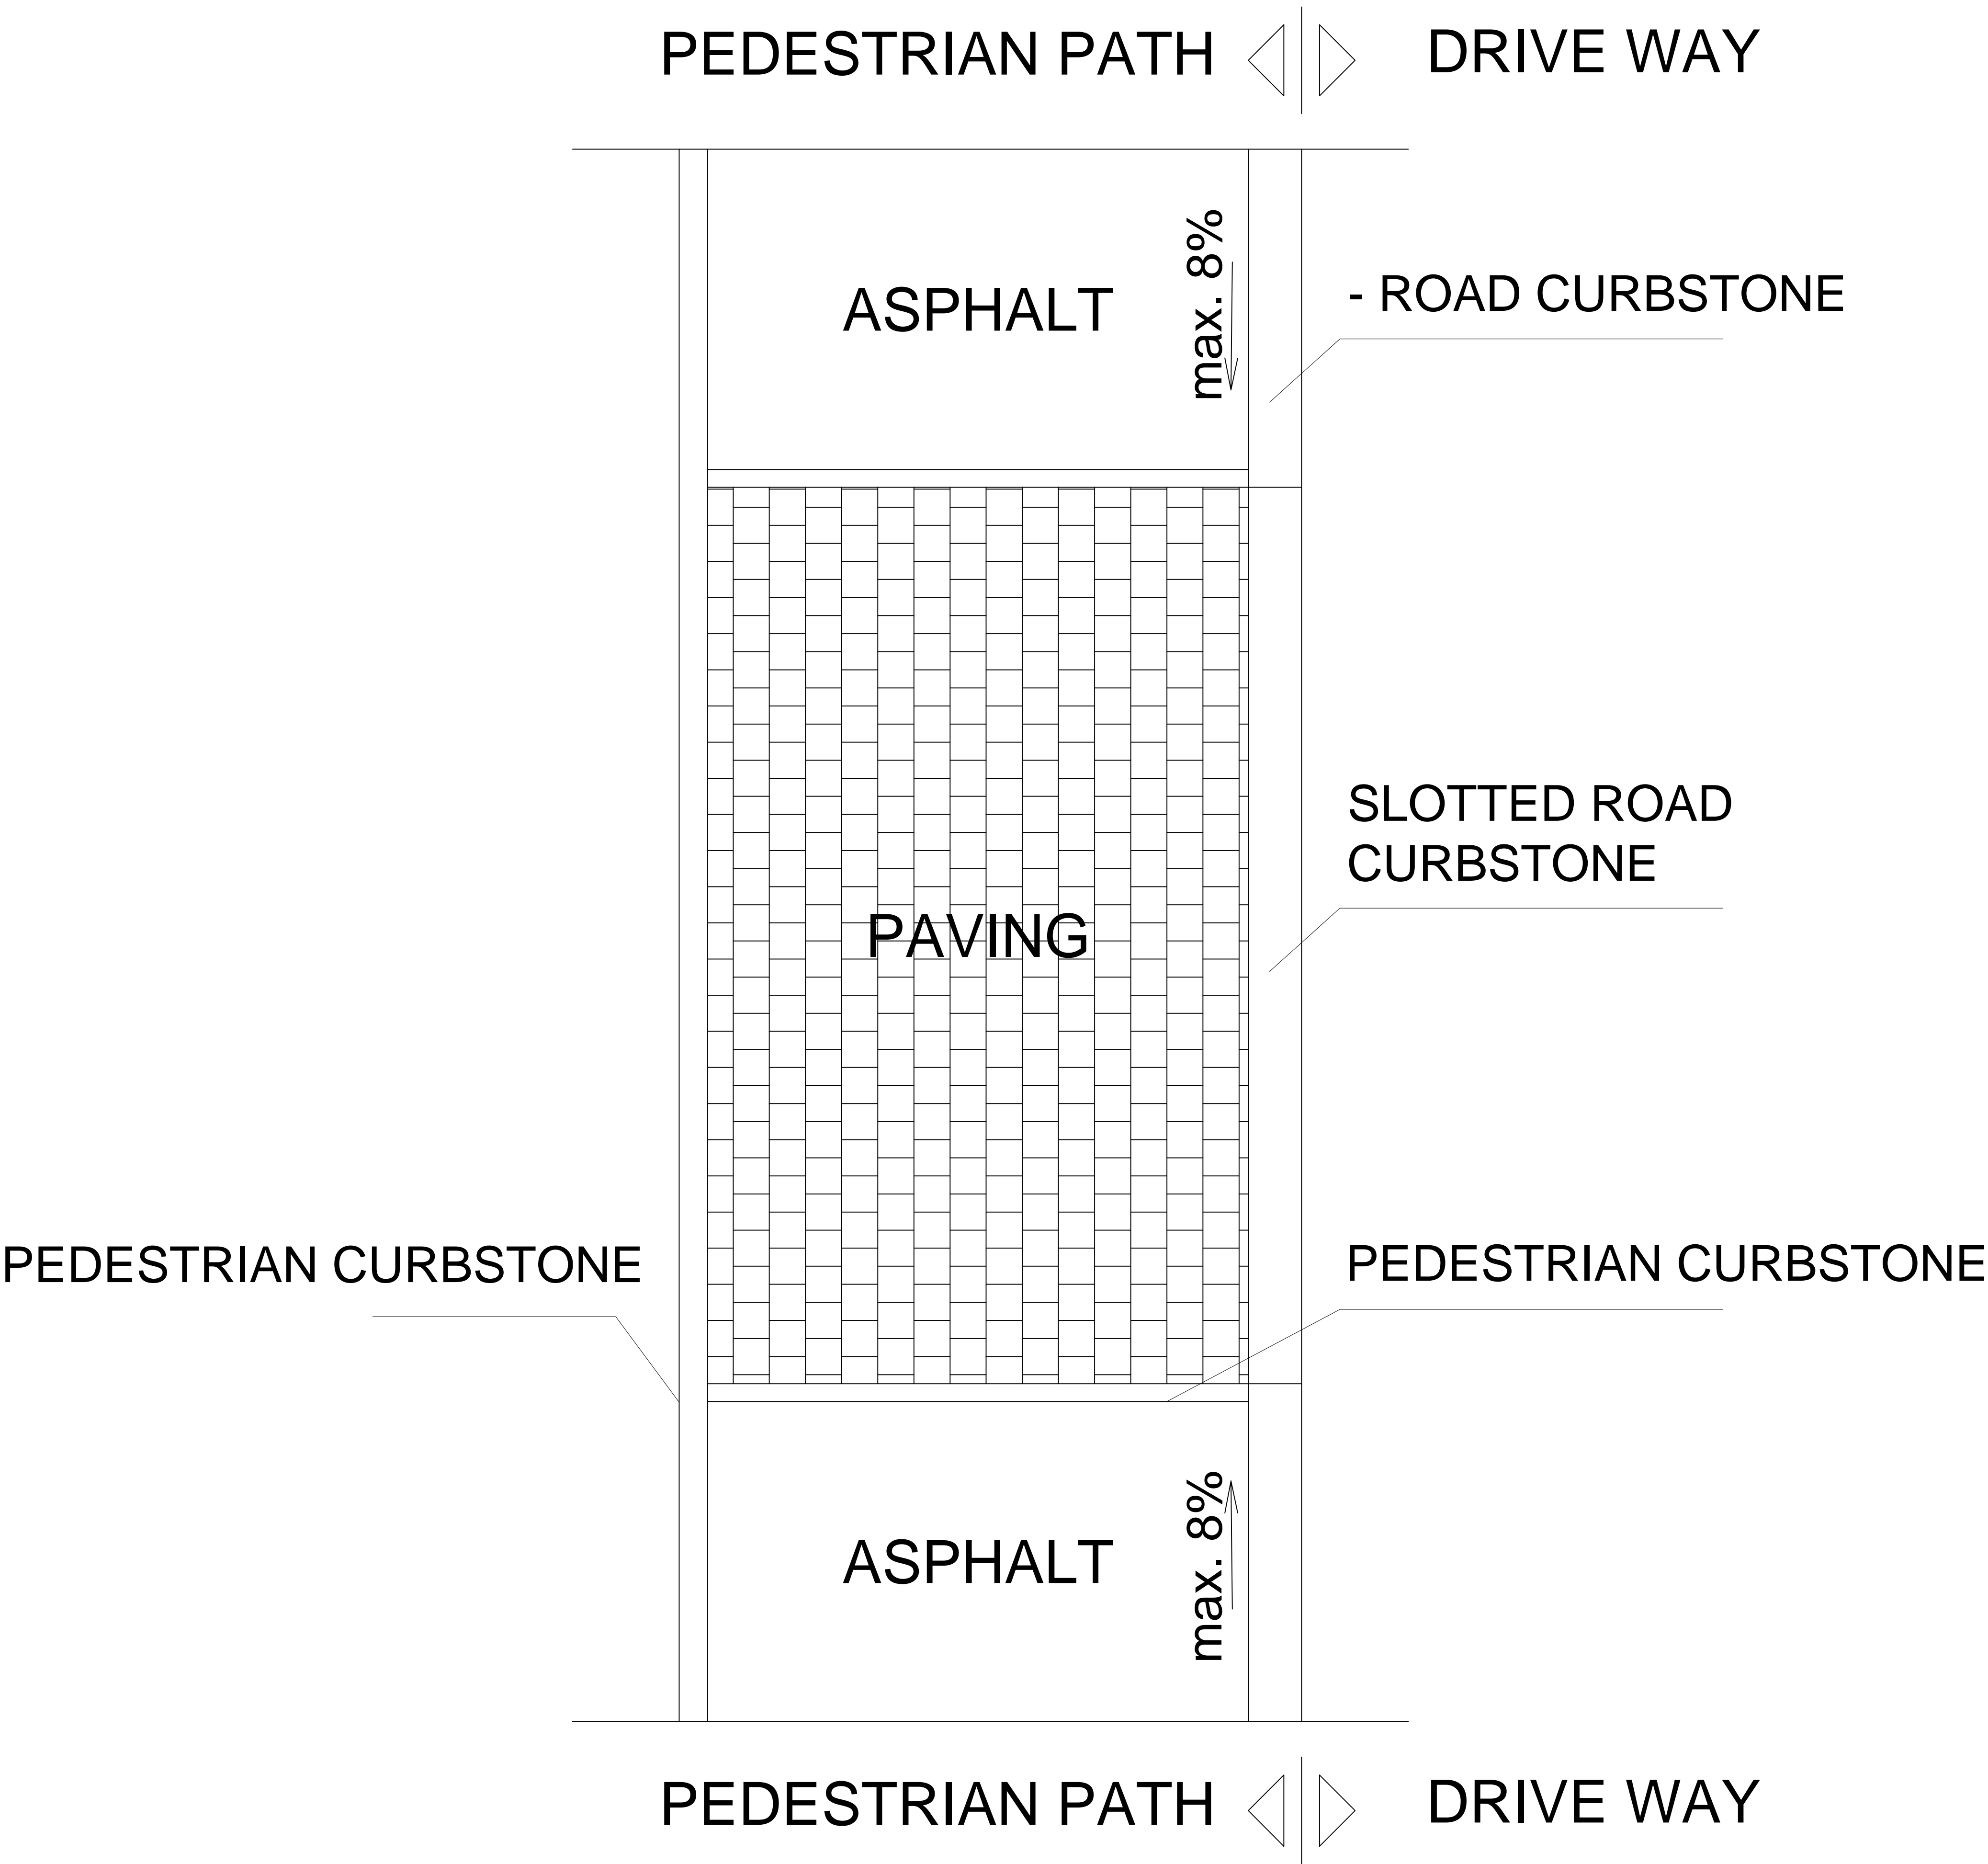 PEDESTRIAN PATH
DRIVE WAY
ASPHALT
max. 8%
- ROAD CURBSTONE
SLOTTED ROAD
CURBSTONE
PAVING
PEDESTRIAN CURBSTONE
PEDESTRIAN CURBSTONE
ASPHALT
max. 8%
PEDESTRIAN PATH
DRIVE WAY